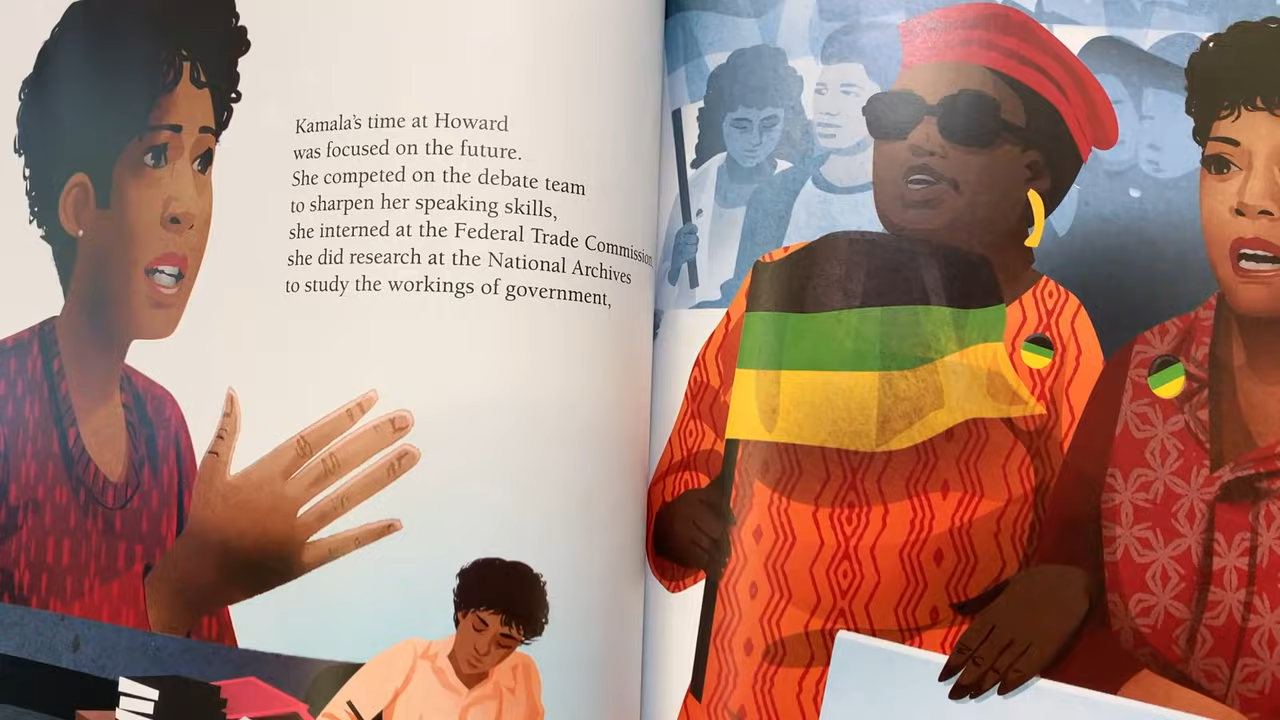 Kamala's time at Howard
was focused on the future.
She competed on the debate team
to sharpen her speaking skills,
she interned at the Federal Trade Commission
she did research at the National Archives
to study the workings of government,